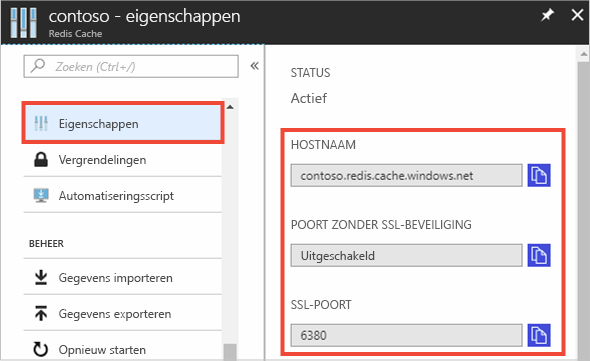 contoso - eigenschappen
Redis Cache
Zoeken (Ctrl+/)
Eigenschappen
Vergrendelingen
Automatiseringsscript
BEHEER
Gegevens importeren
Gegevens exporteren
Opnieuw starten
STATUS
Actief
HOSTNAAM
contoso.redis.cache.windows.net
POORT ZONDER SSL-BEVEILIGING
Uitgeschakeld
SSL-POORT
6380